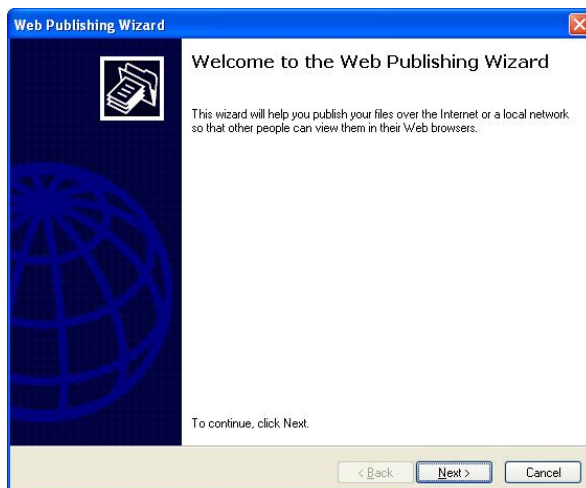 Web Publishing Wizard
Welcome to the Web Publishing Wizard
This wizard will help you publish your files over the Internet or a local network
so that other people can view them in their Web browsers.
To continue, click Next.
< Back Next > Cancel